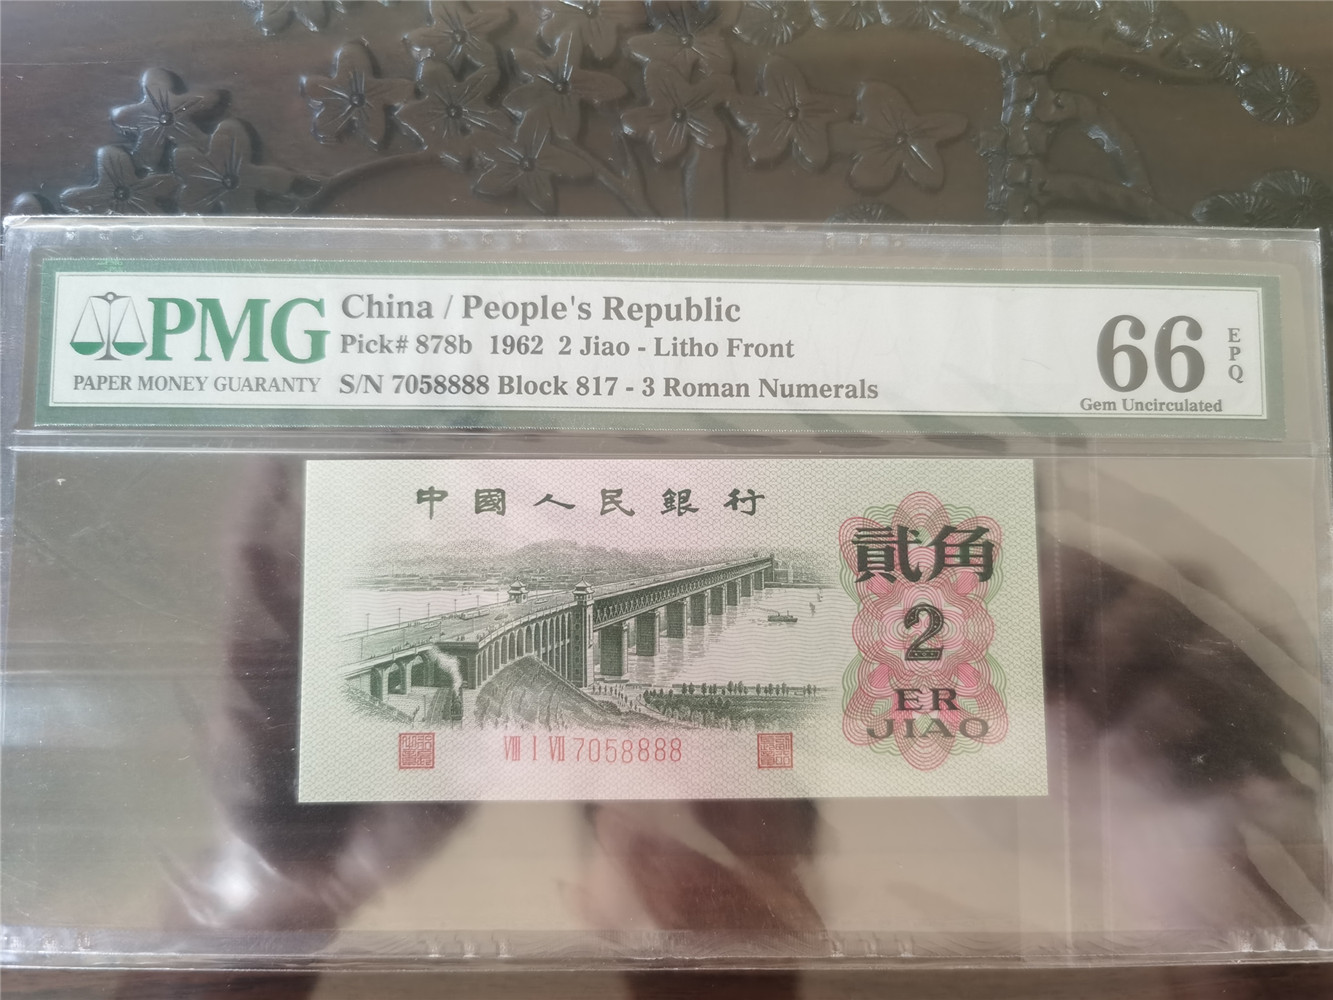 PMG
PAPER MONEY GUARANTY
China / People's Republic
Pick# 878b 1962 2 Jiao - Litho Front
S/N 7058888 Block 817 - 3 Roman Numerals
66
EPQ
Gem Uncirculated
中國人民銀行
貳角
2
ER
JIAO
VIII I VII 7058888